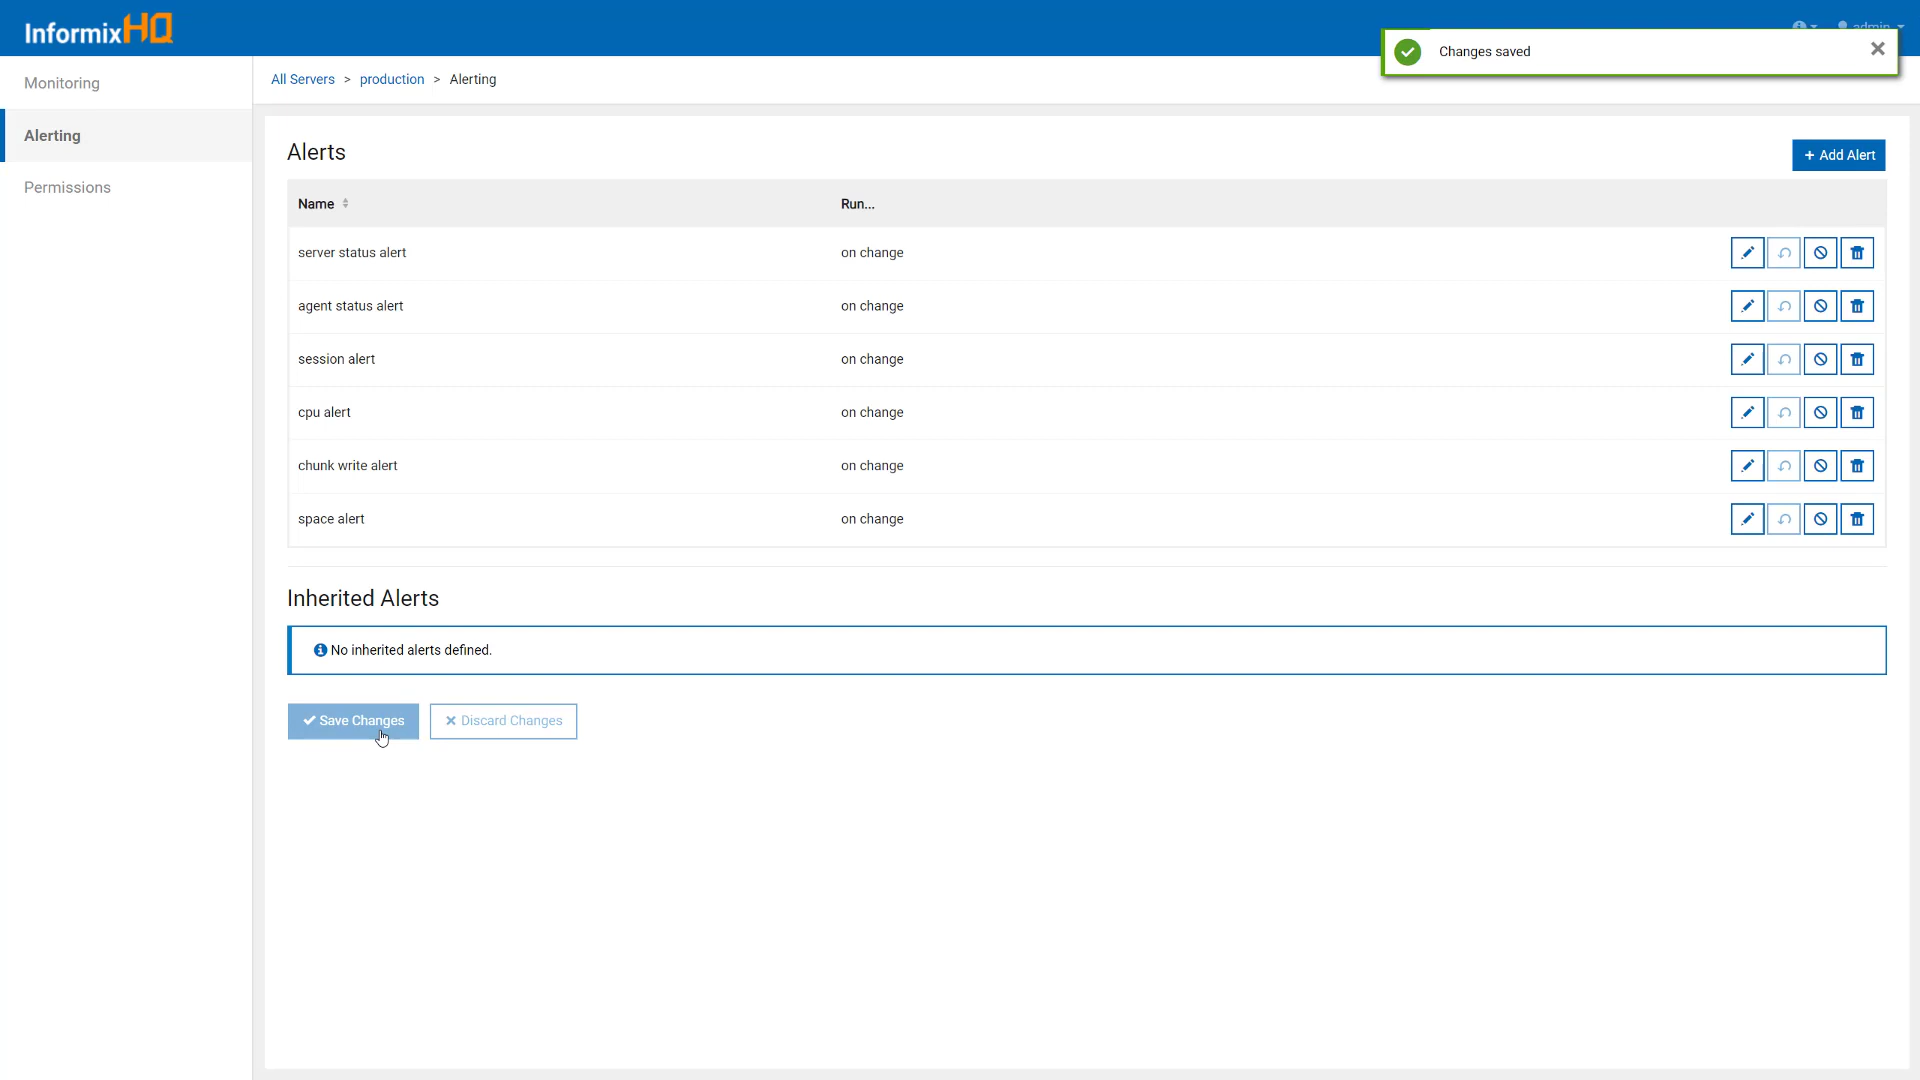 InformixHQ
admin
Changes saved
Monitoring
Alerting
Permissions
All Servers > production > Alerting
Alerts
+ Add Alert
Name Run...
server status alert on change
agent status alert on change
session alert on change
cpu alert on change
chunk write alert on change
space alert on change
Inherited Alerts
No inherited alerts defined.
Save Changes Discard Changes